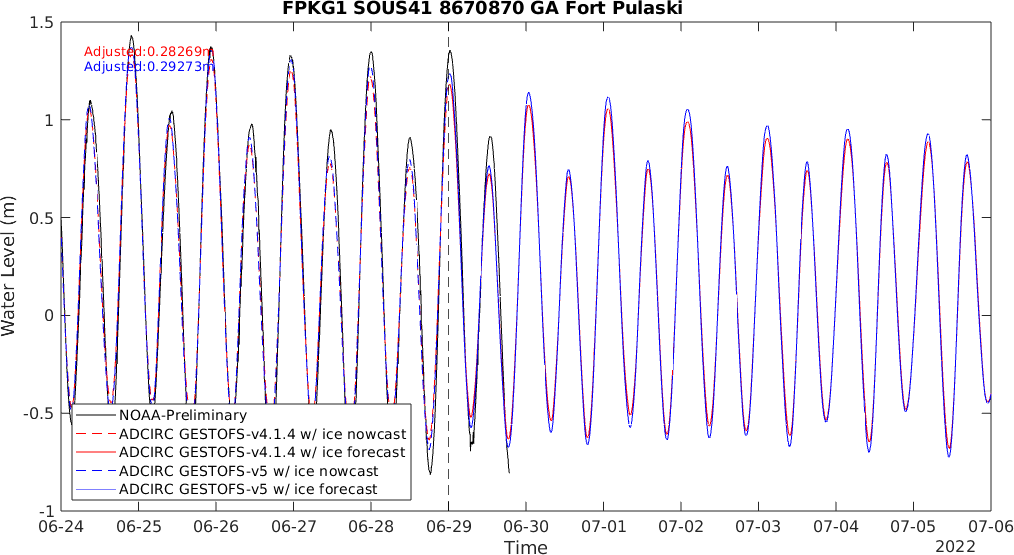 FPKG1 SOUS41 8670870 GA Fort Pulaski
1.5
1
0.5
0
-0.5
-1
Water Level (m)
Adjusted:0.28269m
Adjusted:0.29273m
NOAA-Preliminary
ADCIRC GESTOFS-v4.1.4 w/ ice nowcast
ADCIRC GESTOFS-v4.1.4 w/ ice forecast
ADCIRC GESTOFS-v5 w/ ice nowcast
ADCIRC GESTOFS-v5 w/ ice forecast
06-24 06-25 06-26 06-27 06-28 06-29 06-30 07-01 07-02 07-03 07-04 07-05 07-06
Time
2022